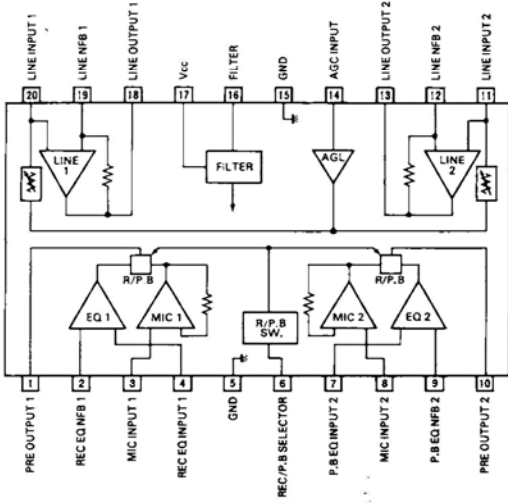 LINE INPUT 1
LINE NFB 1
LINE OUTPUT 1
Vcc
FILTER
GND
AGC INPUT
LINE OUTPUT 2
LINE NFB 2
LINE INPUT 2
20
19
18
17
16
15
14
13
12
11
LINE
1
FILTER
AGL
LINE
2
R/P.B
R/P.B
EQ 1
MIC 1
R/P.B
SW.
MIC 2
EQ 2
1
2
3
4
5
6
7
8
9
10
PRE OUTPUT 1
REC EQ NFB 1
MIC INPUT 1
REC EQ INPUT 1
GND
REC/P.B SELECTOR
P.B EQ INPUT 2
MIC INPUT 2
P.B EQ NFB 2
PRE OUTPUT 2